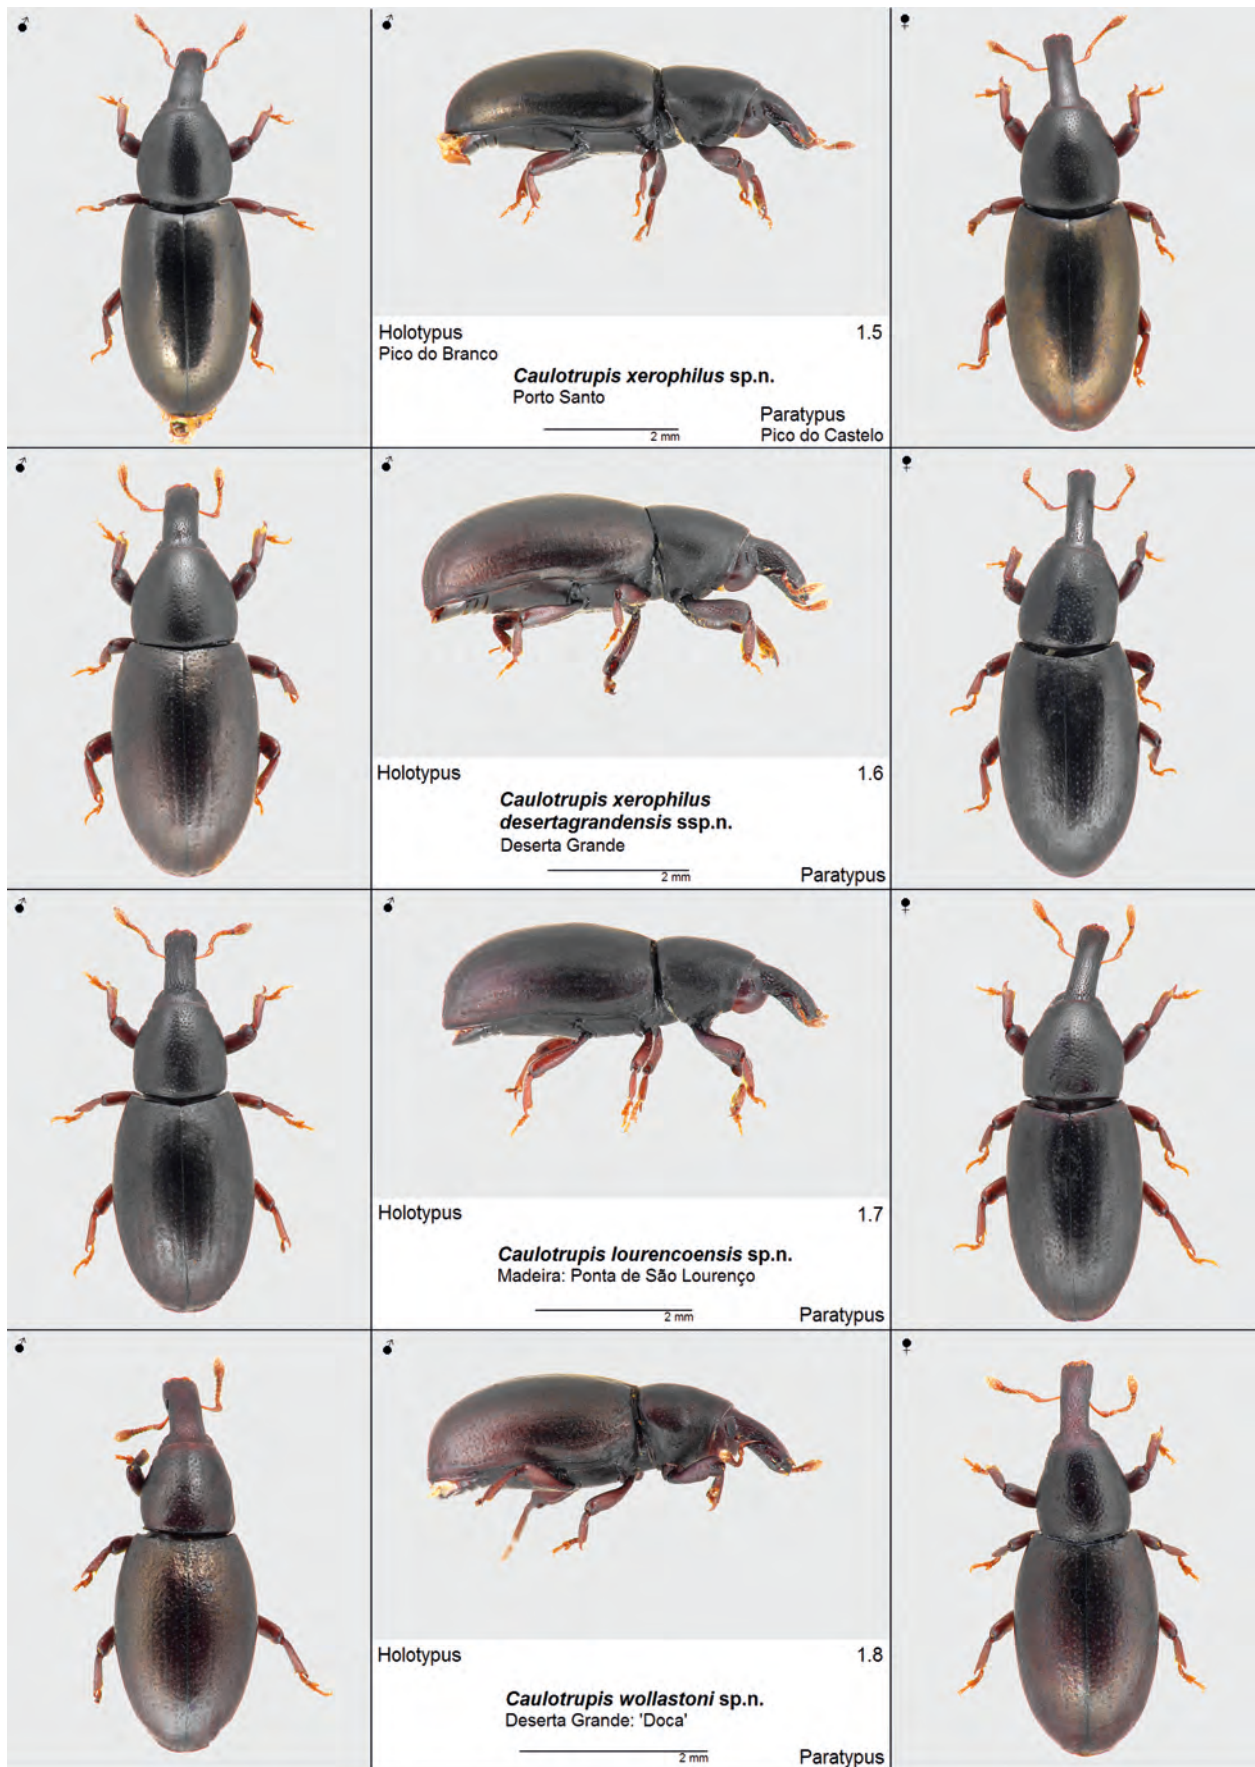 ♂
♂
♀
Holotypus
1.5
Pico do Branco
Caulotrupis xerophilus sp.n.
Porto Santo
Paratypus
2 mm
Pico do Castelo
♂
♂
♀
Holotypus
1.6
Caulotrupis xerophilus
desertagrandensis ssp.n.
Deserta Grande
2 mm
Paratypus
♂
♂
♀
Holotypus
1.7
Caulotrupis lourencoensis sp.n.
Madeira: Ponta de São Lourenço
2 mm
Paratypus
♂
♂
♀
Holotypus
1.8
Caulotrupis wollastoni sp.n.
Deserta Grande: 'Doca'
2 mm
Paratypus